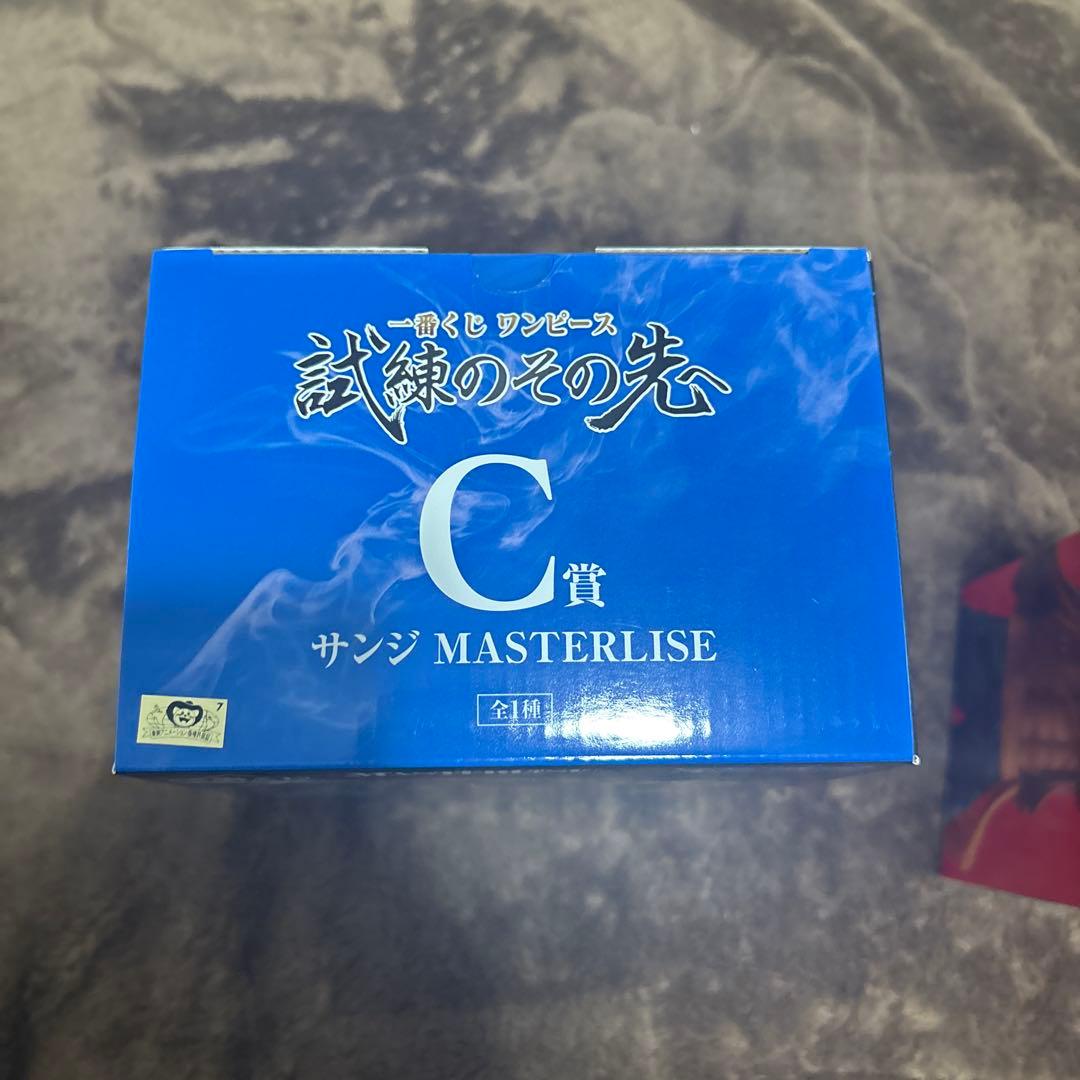 一番くじ ワンピース
試練のその先へ
C賞
サンジ MASTERLISE
全1種
7